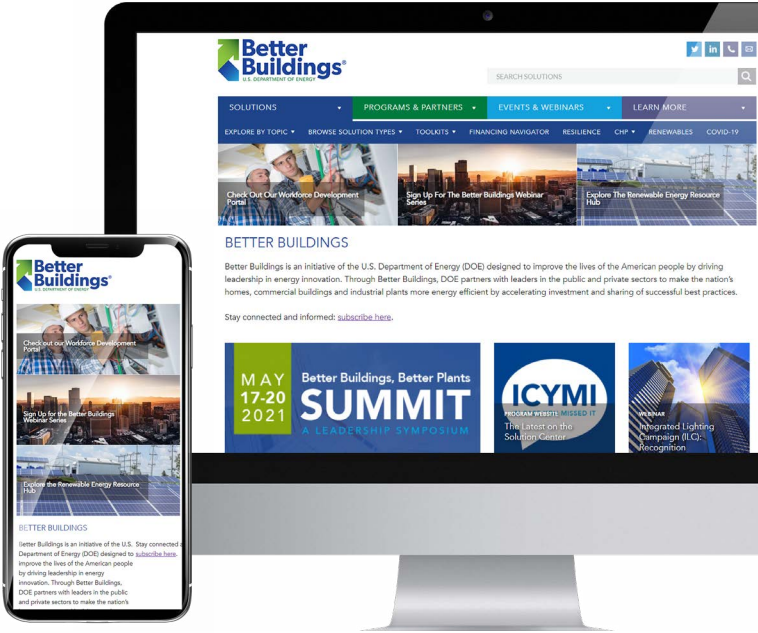 Better
Buildings®
U.S. DEPARTMENT OF ENERGY
SEARCH SOLUTIONS
SOLUTIONS
PROGRAMS & PARTNERS
EVENTS & WEBINARS
LEARN MORE
EXPLORE BY TOPIC
BROWSE SOLUTION TYPES
TOOLKITS
FINANCING NAVIGATOR
RESILIENCE
CHP
RENEWABLES
COVID-19
Check Out Our Workforce Development
Portal
Sign Up For The Better Buildings Webinar
Series
Explore The Renewable Energy Resource
Hub
BETTER BUILDINGS
Better Buildings is an initiative of the U.S. Department of Energy (DOE) designed to improve the lives of the American people by driving
leadership in energy innovation. Through Better Buildings, DOE partners with leaders in the public and private sectors to make the nation's
homes, commercial buildings and industrial plants more energy efficient by accelerating investment and sharing of successful best practices.
Stay connected and informed: subscribe here.
MAY
17-20
2021
Better Buildings, Better Plants
SUMMIT
A LEADERSHIP SYMPOSIUM
ICYMI
MISSED IT
PROGRAM WEBSITE
The Latest on the
Solution Center
WEBINAR
Integrated Lighting
Campaign (ILC):
Recognition
Better
Buildings®
U.S. DEPARTMENT OF ENERGY
Check out our Workforce Development
Portal
Sign Up for the Better Buildings
Webinar Series
Explore the Renewable Energy Resource
Hub
BETTER BUILDINGS
Better Buildings is an initiative of the U.S.
Department of Energy (DOE) designed to
improve the lives of the American people
by driving leadership in energy
innovation. Through Better Buildings,
DOE partners with leaders in the public
and private sectors to make the nation's
Stay connected
subscribe here.